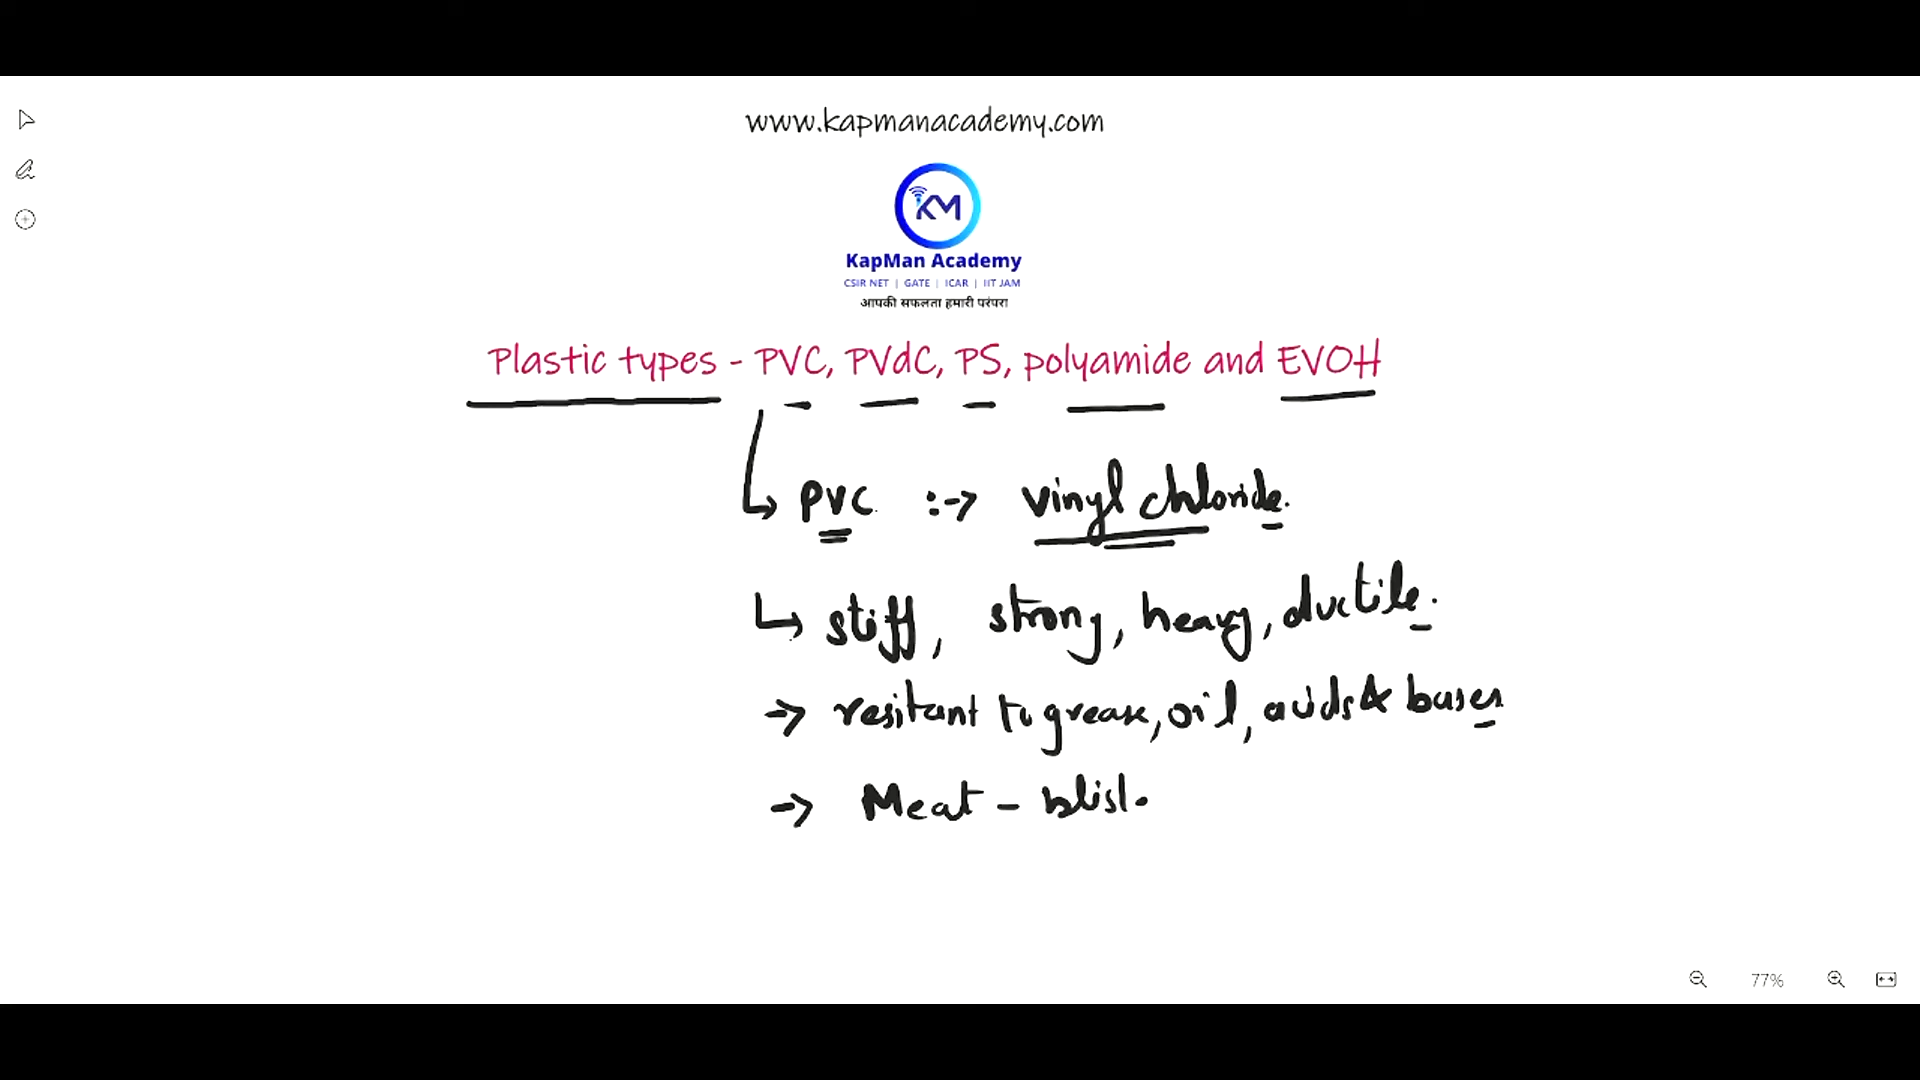 www.kapmanacademy.com
KM
KapMan Academy
CSIR NET | GATE | ICAR | IIT JAM
आपकी सफलता हमारी परंपरा
Plastic types - PVC, PVdC, PS, polyamide and EVOH
PVC :→ vinyl chloride.
↳ stiff, strong, heavy, ductile.
→ resitant to grease, oil, acids & bases
→ Meat - blist.
77%